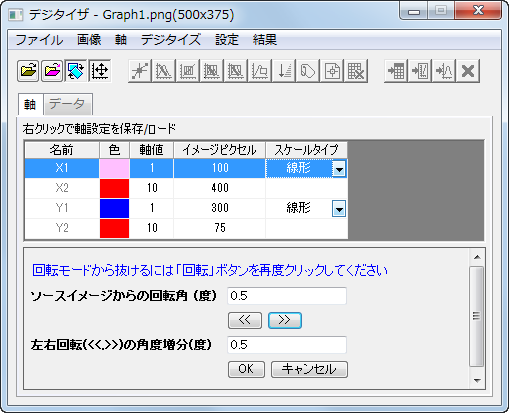 デジタイザ - Graph1.png(500x375)
ファイル 画像 軸 デジタイズ 設定 結果
軸 データ
右クリックで軸設定を保存/ロード
名前 色 軸値 イメージピクセル スケールタイプ
X1 1 100 線形
X2 10 400
Y1 1 300 線形
Y2 10 75
回転モードから抜けるには「回転」ボタンを再度クリックしてください
ソースイメージからの回転角 (度) 0.5
<< >>
左右回転(<<,>>)の角度増分(度) 0.5
OK キャンセル